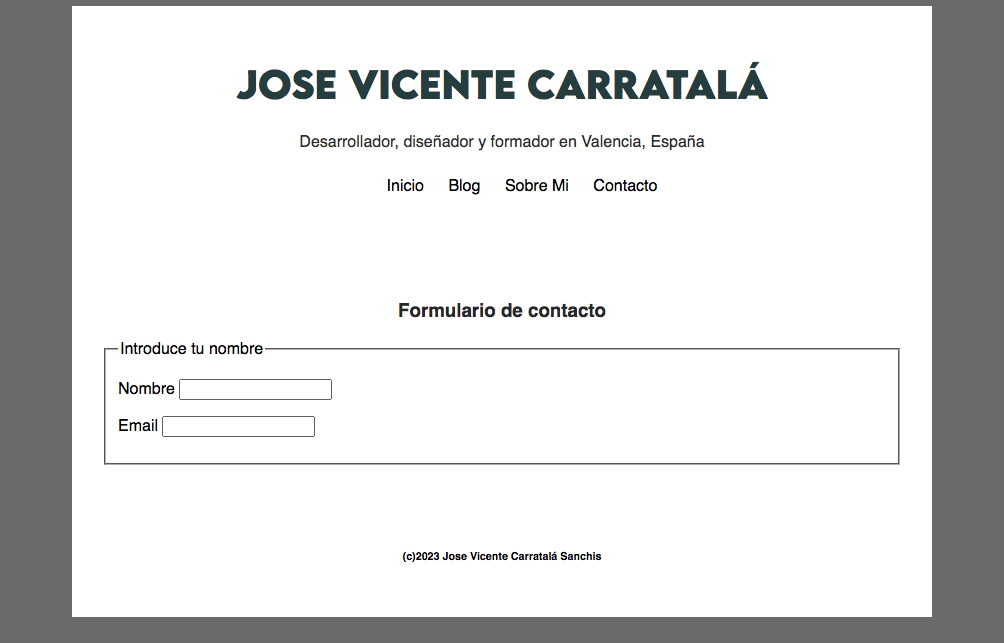 JOSE VICENTE CARRATALÁ
Desarrollador, diseñador y formador en Valencia, España
Inicio Blog Sobre Mi Contacto
Formulario de contacto
Introduce tu nombre
Nombre
Email
(c)2023 Jose Vicente Carratalá Sanchis